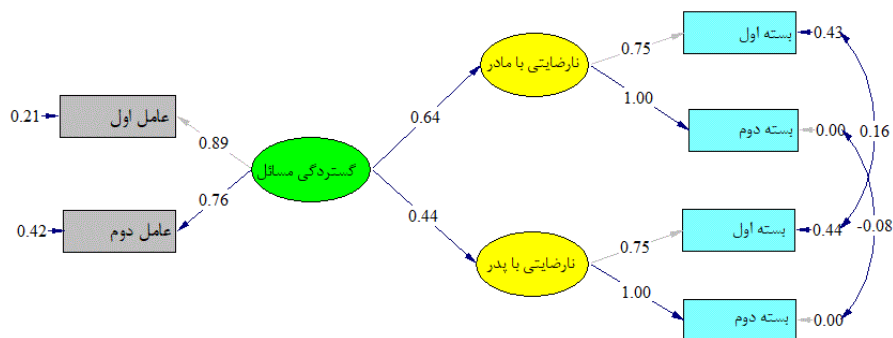 بسته اول
0.43
0.75
نارضایتی با مادر
1.00
0.64
بسته دوم
0.00
0.16
0.21
عامل اول
0.89
گستردگی مسائل
0.76
0.42
عامل دوم
0.44
بسته اول
0.44
-0.08
0.75
نارضایتی با پدر
1.00
بسته دوم
0.00